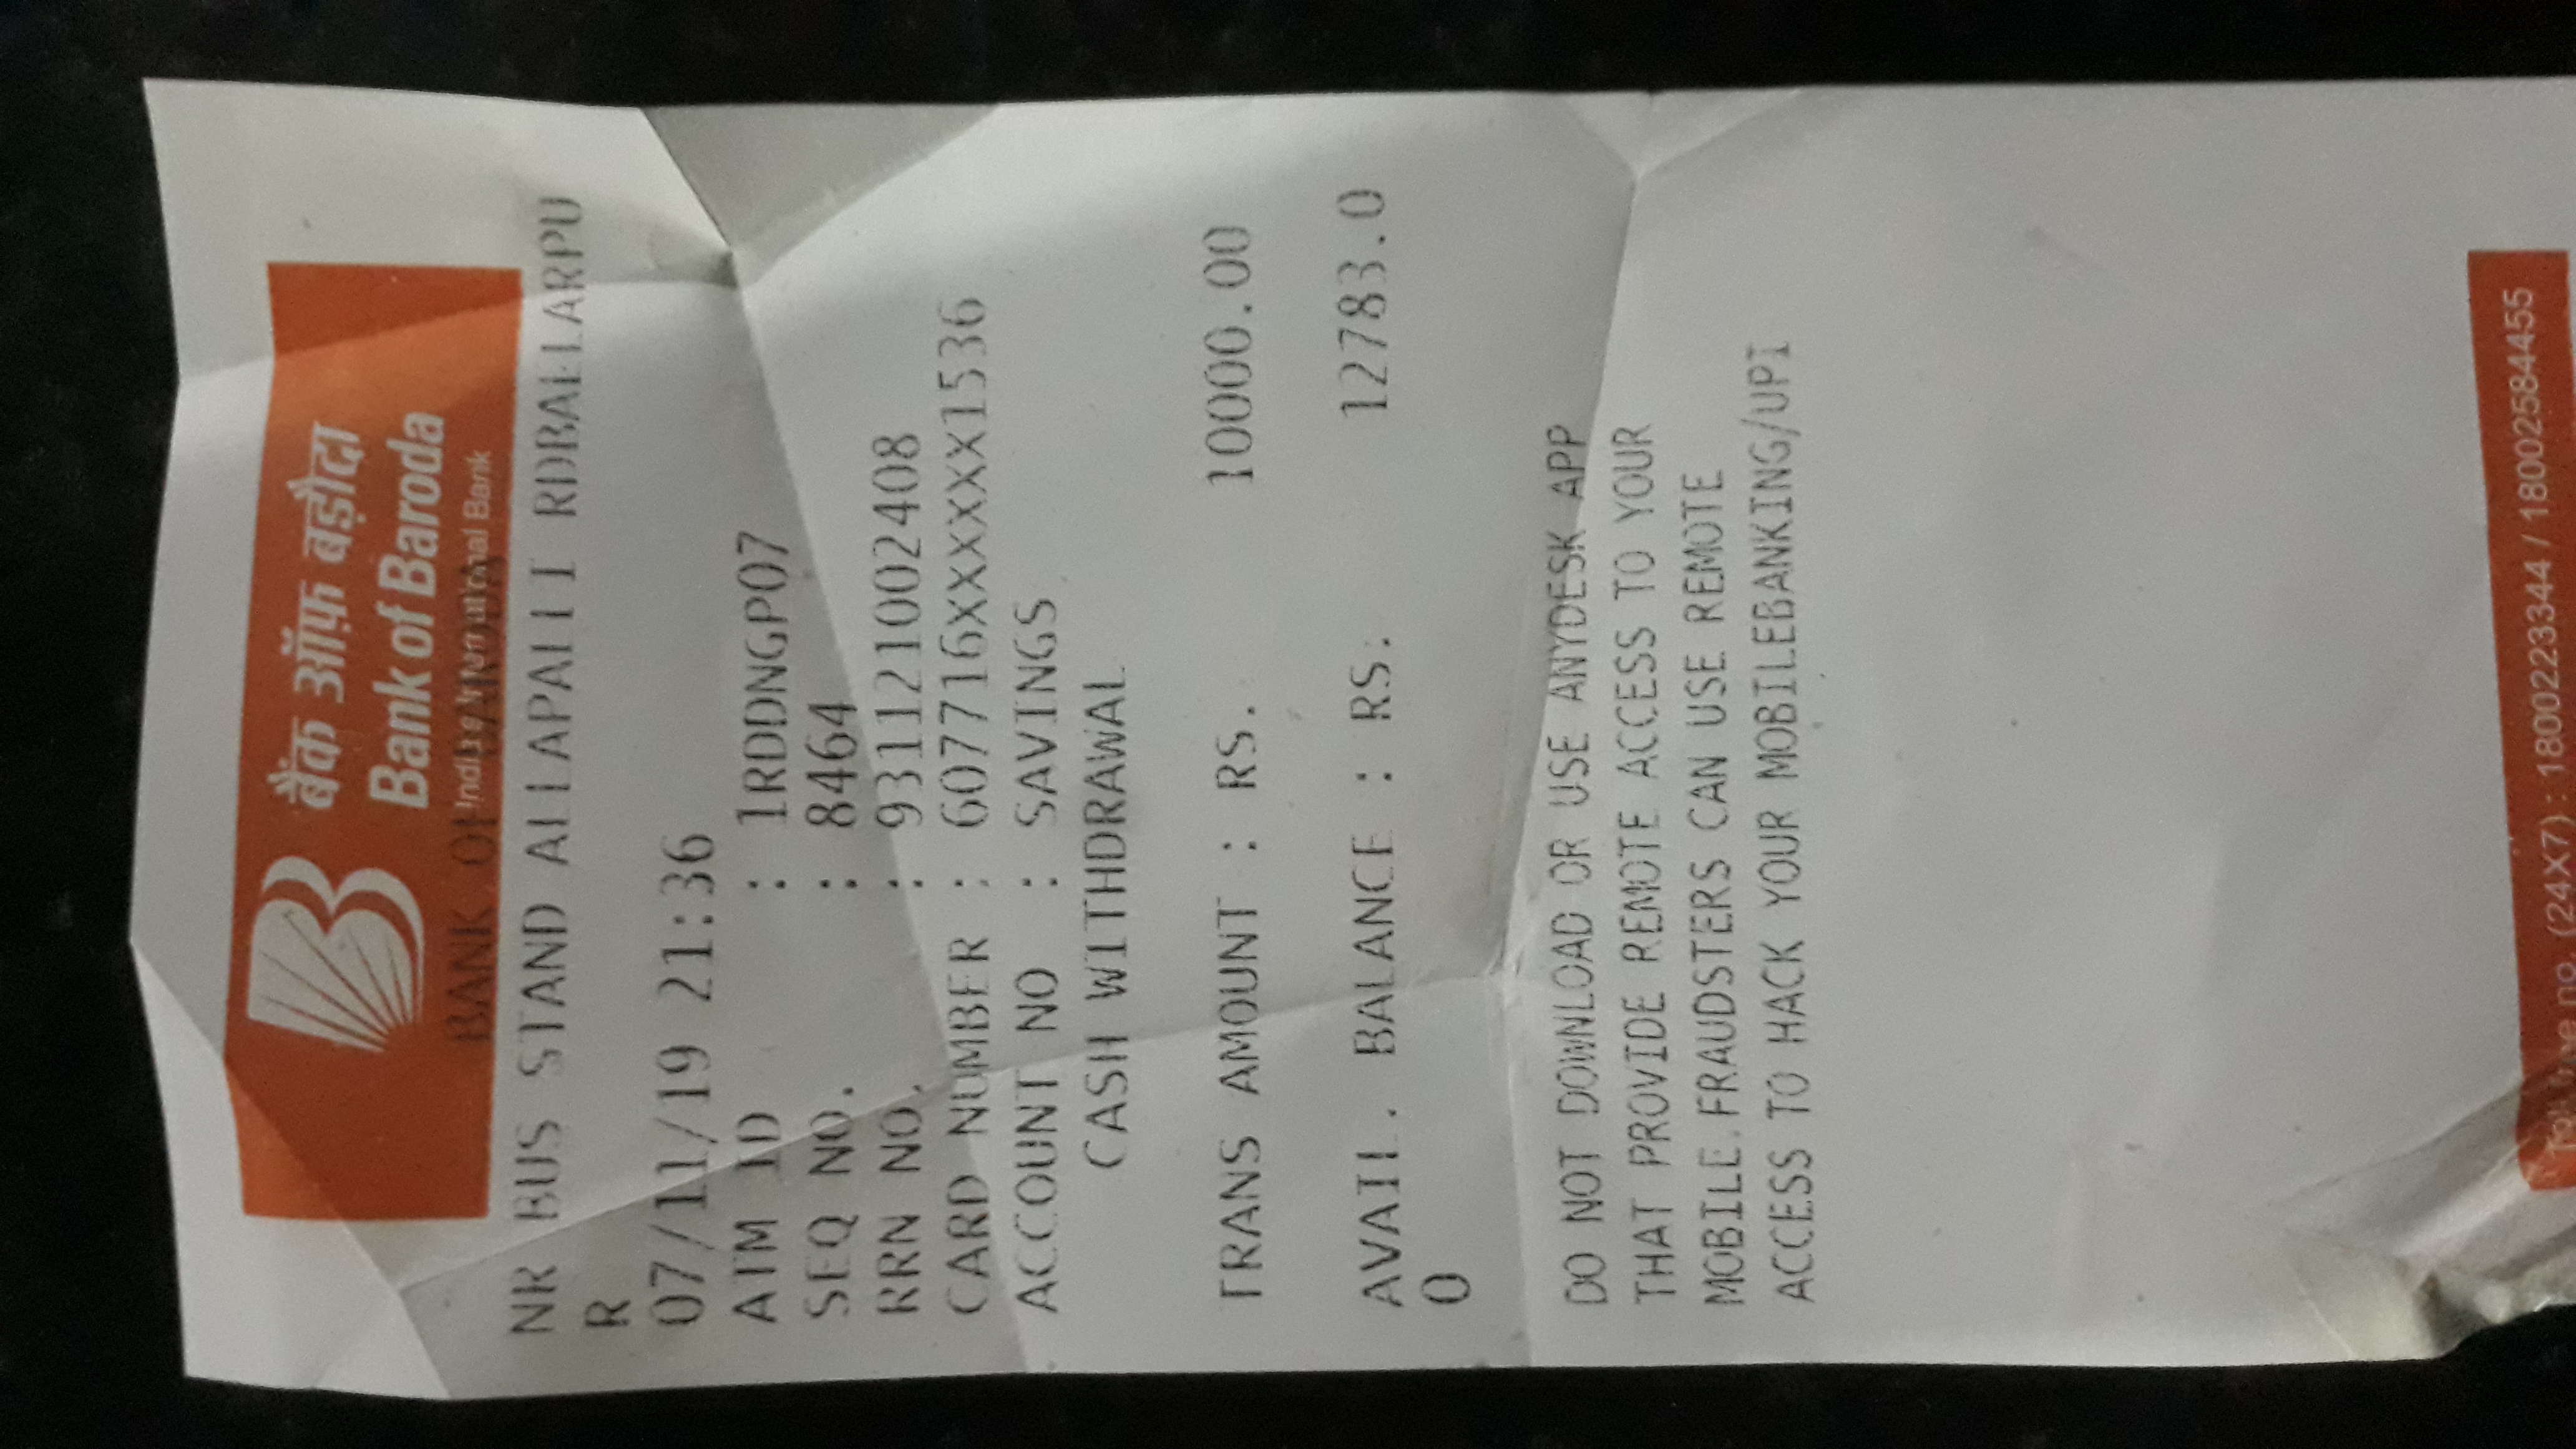 बैंक ऑफ़ बड़ौदा
Bank of Baroda
India's International Bank
BANK OF BARODA
NR BUS STAND ALLAPALLI RDBALLARPU
R
07/11/19 21:36
ATM ID : 1RDDNGP07
SEQ NO. : 8464
RRN NO. : 931121002408
CARD NUMBER : 607716XXXXXX1536
ACCOUNT NO : SAVINGS
CASH WITHDRAWAL
TRANS AMOUNT : RS. 10000.00
AVAIL. BALANCE : RS. 12783.0
0
DO NOT DOWNLOAD OR USE ANYDESK APP
THAT PROVIDE REMOTE ACCESS TO YOUR
MOBILE.FRAUDSTERS CAN USE REMOTE
ACCESS TO HACK YOUR MOBILEBANKING/UPI
Toll free no. (24X7) : 1800223344 / 18002584455